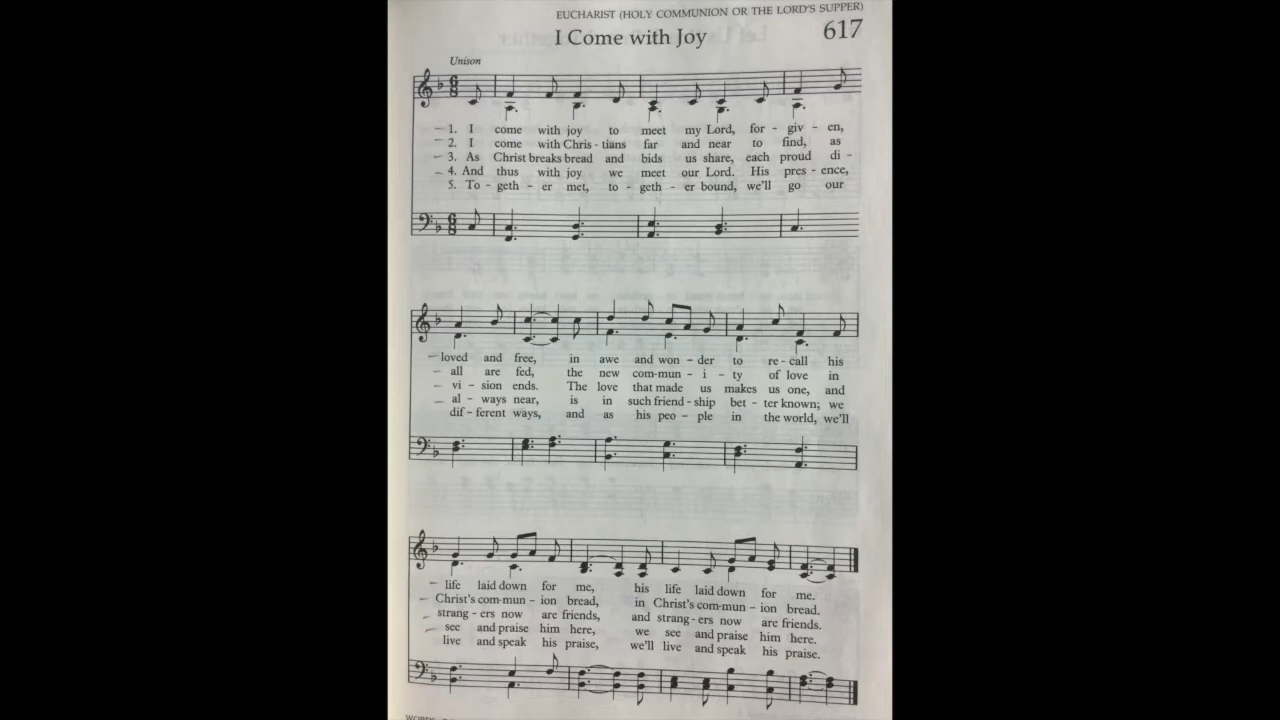 EUCHARIST (HOLY COMMUNION OR THE LORD'S SUPPER)
I Come with Joy 617
Unison
1. I come with joy to meet my Lord, for - giv - en,
2. I come with Chris - tians far and near to find, as
3. As Christ breaks bread and bids us share, each proud di -
4. And thus with joy we meet our Lord. His pres - ence,
5. To - geth - er met, to - geth - er bound, we'll go our
loved and free, in awe and won - der to re - call his
all are fed, the new com-mun - i - ty of love in
vi - sion ends. The love that made us makes us one, and
al - ways near, is in such friend - ship bet - ter known; we
dif - ferent ways, and as his peo - ple in the world, we'll
life laid down for me, his life laid down for me.
Christ's com-mun - ion bread, in Christ's com-mun - ion bread.
strang - ers now are friends, and strang - ers now are friends.
see and praise him here, we see and praise him here.
live and speak his praise, we'll live and speak his praise.